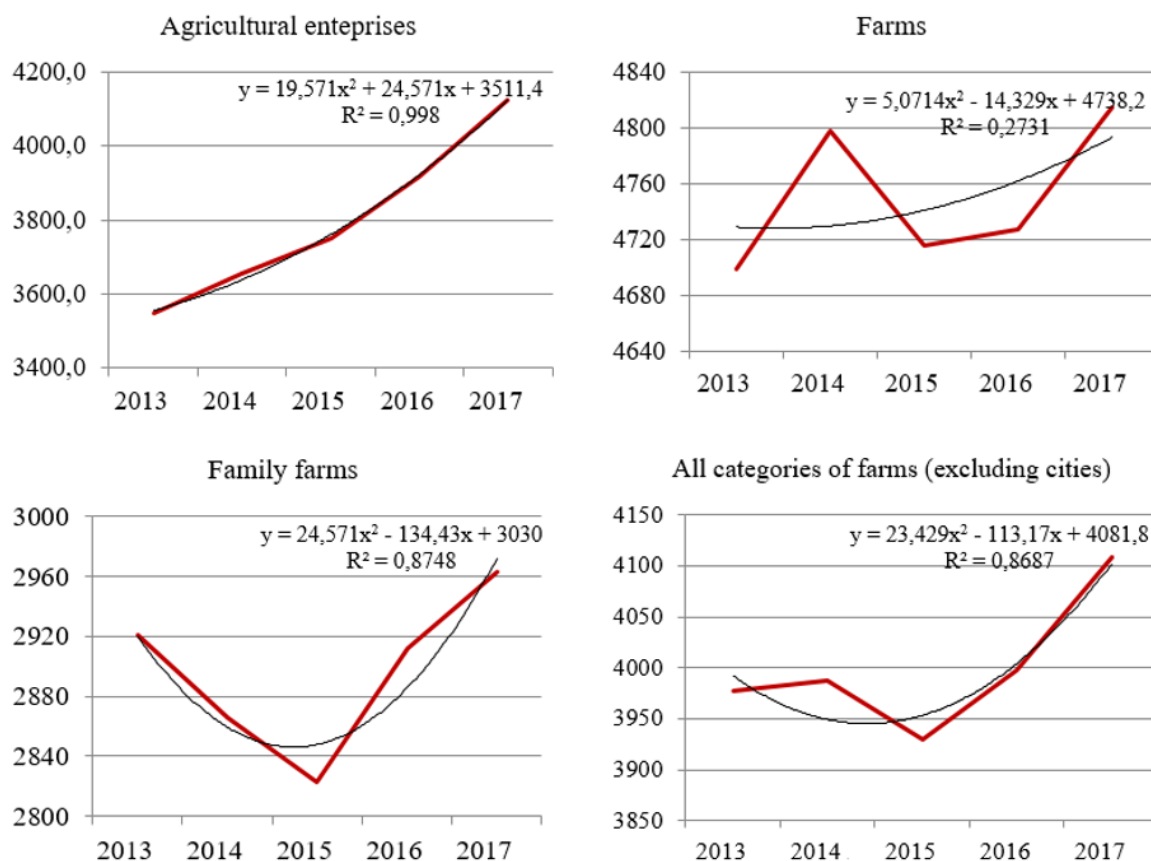 Agricultural enteprises
y = 19,571x² + 24,571x + 3511,4
R² = 0,998
4200,0
4000,0
3800,0
3600,0
3400,0
2013 2014 2015 2016 2017
Farms
y = 5,0714x² - 14,329x + 4738,2
R² = 0,2731
4840
4800
4760
4720
4680
4640
2013 2014 2015 2016 2017
Family farms
y = 24,571x² - 134,43x + 3030
R² = 0,8748
3000
2960
2920
2880
2840
2800
2013 2014 2015 2016 2017
All categories of farms (excluding cities)
y = 23,429x² - 113,17x + 4081,8
R² = 0,8687
4150
4100
4050
4000
3950
3900
3850
2013 2014 2015 2016 2017